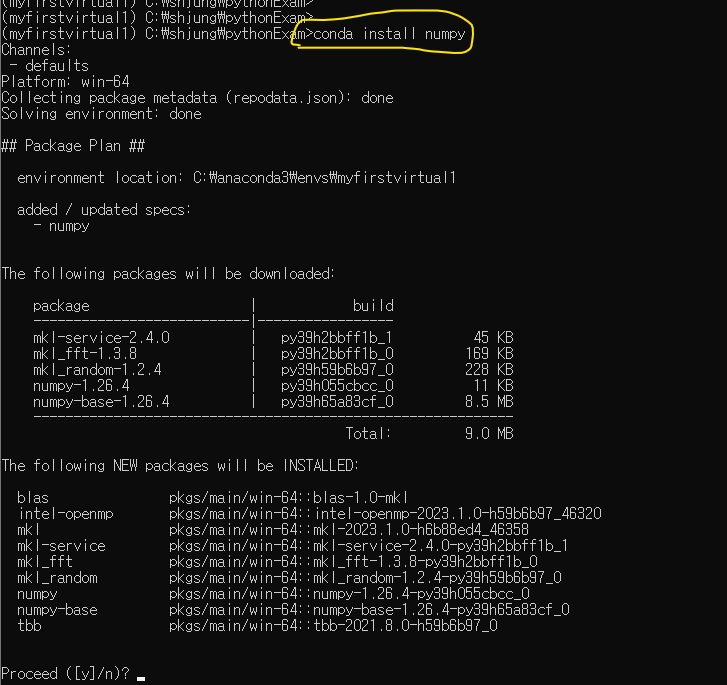 (myfirstvirtual1) C:₩shjung₩pythonExam>
(myfirstvirtual1) C:₩shjung₩pythonExam>
(myfirstvirtual1) C:₩shjung₩pythonExam>conda install numpy
Channels:
- defaults
Platform: win-64
Collecting package metadata (repodata.json): done
Solving environment: done
## Package Plan ##
environment location: C:₩anaconda3₩envs₩myfirstvirtual1
added / updated specs:
- numpy
The following packages will be downloaded:
package | build
---------------------------|-----------------
mkl-service-2.4.0 | py39h2bbff1b_1 45 KB
mkl_fft-1.3.8 | py39h2bbff1b_0 169 KB
mkl_random-1.2.4 | py39h59b6b97_0 228 KB
numpy-1.26.4 | py39h055cbcc_0 11 KB
numpy-base-1.26.4 | py39h65a83cf_0 8.5 MB
------------------------------------------------------------
Total: 9.0 MB
The following NEW packages will be INSTALLED:
blas pkgs/main/win-64::blas-1.0-mkl
intel-openmp pkgs/main/win-64::intel-openmp-2023.1.0-h59b6b97_46320
mkl pkgs/main/win-64::mkl-2023.1.0-h6b88ed4_46358
mkl-service pkgs/main/win-64::mkl-service-2.4.0-py39h2bbff1b_1
mkl_fft pkgs/main/win-64::mkl_fft-1.3.8-py39h2bbff1b_0
mkl_random pkgs/main/win-64::mkl_random-1.2.4-py39h59b6b97_0
numpy pkgs/main/win-64::numpy-1.26.4-py39h055cbcc_0
numpy-base pkgs/main/win-64::numpy-base-1.26.4-py39h65a83cf_0
tbb pkgs/main/win-64::tbb-2021.8.0-h59b6b97_0
Proceed ([y]/n)? _